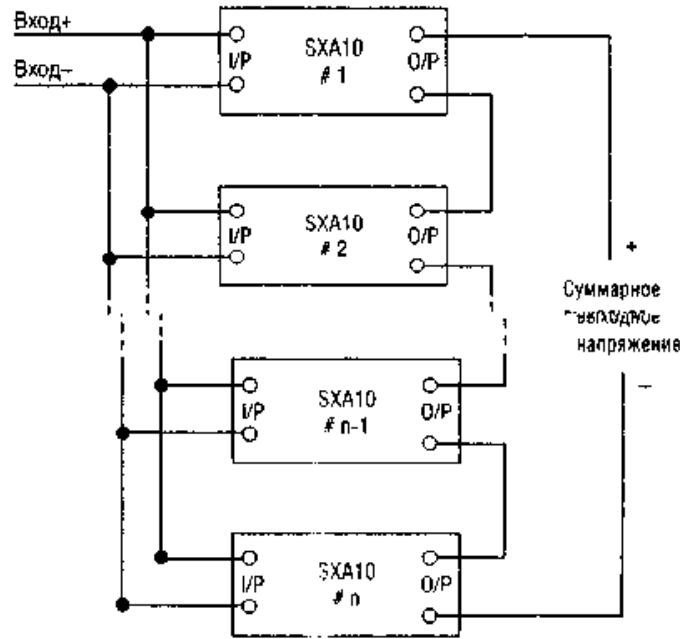 Вход+
SXA10
I/P
O/P
# 1
Вход–
SXA10
I/P
O/P
# 2
+
Суммарное
напряжение
–
SXA10
I/P
O/P
# n-1
SXA10
I/P
O/P
# n